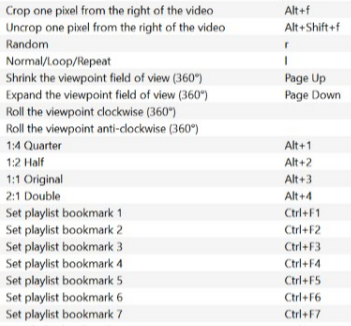 Crop one pixel from the right of the video Alt+f
Uncrop one pixel from the right of the video Alt+Shift+f
Random r
Normal/Loop/Repeat l
Shrink the viewpoint field of view (360°) Page Up
Expand the viewpoint field of view (360°) Page Down
Roll the viewpoint clockwise (360°)
Roll the viewpoint anti-clockwise (360°)
1:4 Quarter Alt+1
1:2 Half Alt+2
1:1 Original Alt+3
2:1 Double Alt+4
Set playlist bookmark 1 Ctrl+F1
Set playlist bookmark 2 Ctrl+F2
Set playlist bookmark 3 Ctrl+F3
Set playlist bookmark 4 Ctrl+F4
Set playlist bookmark 5 Ctrl+F5
Set playlist bookmark 6 Ctrl+F6
Set playlist bookmark 7 Ctrl+F7